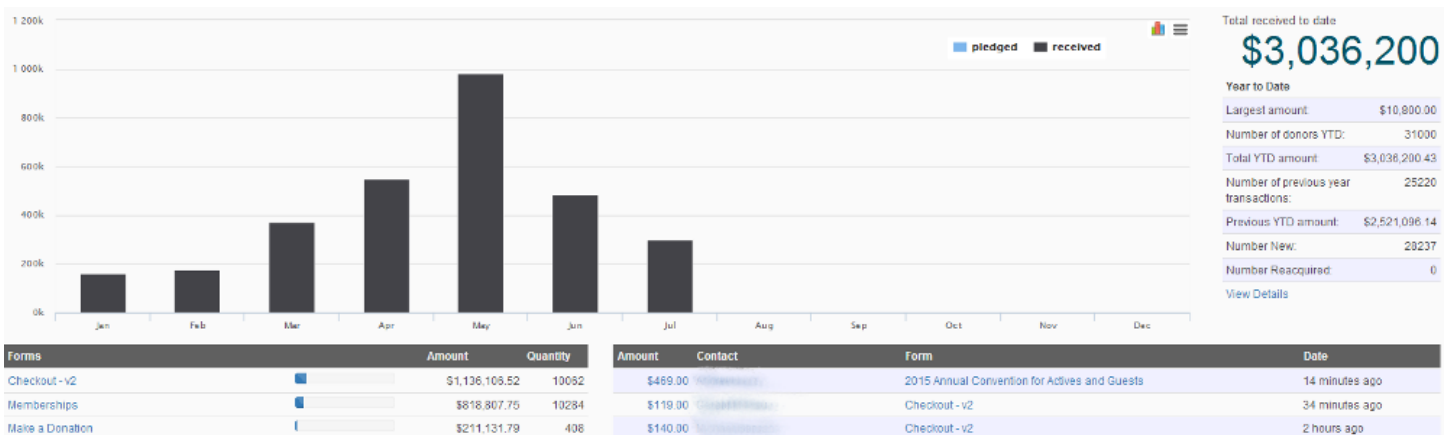 1 200k
1 000k
800k
600k
400k
200k
0k
pledged received
Jan Feb Mar Apr May Jun Jul Aug Sep Oct Nov Dec
Total received to date
$3,036,200
Year to Date
Largest amount: $10,800.00
Number of donors YTD: 31000
Total YTD amount: $3,036,200.43
Number of previous year 25220
transactions:
Previous YTD amount: $2,521,096.14
Number New: 28237
Number Reacquired: 0
View Details
Forms Amount Quantity
Checkout - v2 $1,136,106.52 10062
Memberships $818,807.75 10284
Make a Donation $211,131.79 408
Amount Contact Form Date
$469.00 2015 Annual Convention for Actives and Guests 14 minutes ago
$119.00 Checkout - v2 34 minutes ago
$140.00 Checkout - v2 2 hours ago